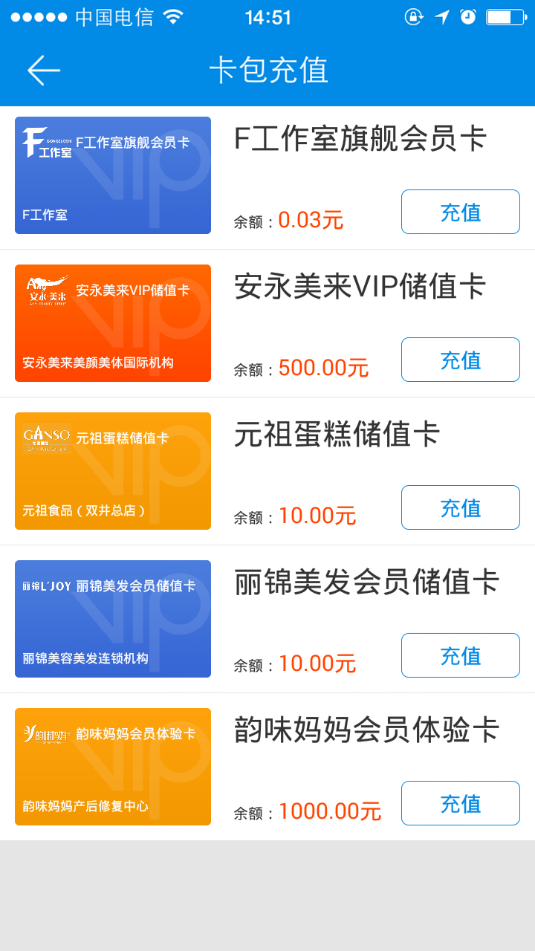 中国电信
14:51
卡包充值
F工作室
F工作室旗舰会员卡
F工作室
F工作室旗舰会员卡
余额：0.03元
充值
安永·美来
安永美来VIP储值卡
安永美来美颜美体国际机构
安永美来VIP储值卡
余额：500.00元
充值
GANSO
元祖蛋糕储值卡
元祖食品（双井总店）
元祖蛋糕储值卡
余额：10.00元
充值
丽锦L'JOY
丽锦美发会员储值卡
丽锦美容美发连锁机构
丽锦美发会员储值卡
余额：10.00元
充值
韵味妈妈会员体验卡
韵味妈妈产后修复中心
韵味妈妈会员体验卡
余额：1000.00元
充值